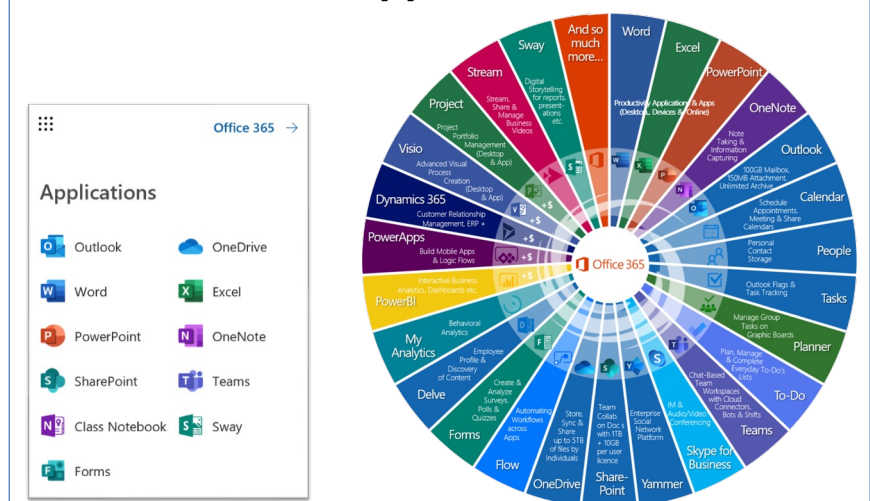 Office 365 →
Applications
Outlook
OneDrive
Word
Excel
PowerPoint
OneNote
SharePoint
Teams
Class Notebook
Sway
Forms
Office 365
And so
much
more...
Word
Excel
Productivity Applications & Apps
(Desktop, Devices & Online)
PowerPoint
OneNote
Note
Taking &
Information
Capturing
Outlook
100GB Mailbox,
150MB Attachment,
Unlimited Archive
Calendar
Schedule
Appointments,
Meeting & Share
Calendars
People
Personal
Contact
Storage
Tasks
Outlook Flags &
Task Tracking
Planner
Manage Group
Tasks on
Graphic Boards
To-Do
Plan, Manage
& Complete
Everyday To-Do's
Lists
Teams
Chat-Based
Team
Workspaces
with Cloud
Connectors,
Bots & Shifts
Skype for
Business
IM &
Audio/Video
Conferencing
Yammer
Enterprise
Social
Network
Platform
Share-
Point
Team
Collab.
on Doc s
with 1TB
+ 10GB
per user
licence
OneDrive
Store,
Sync &
Share
up to 5TB
of files by
Individuals
Flow
Automating
Workflows
across
Apps
Forms
Create &
Analyze
Surveys,
Polls &
Quizzes
Delve
Employee
Profile &
Discovery
of Content
My
Analytics
Behavioral
Analytics
PowerBI
Interactive Business
Analytics, Dashboards etc
+$
PowerApps
Build Mobile Apps
& Logic Flows
+$
Dynamics 365
Customer Relationship
Management, ERP +
+$
Visio
Advanced Visual
Process
Creation
(Desktop
& App)
+$
Project
Project
Portfolio
Management
(Desktop
& App)
+$
Stream
Stream,
Share &
Manage
Business
Videos
Sway
Digital
Storytelling
for reports,
present-
ations
etc.